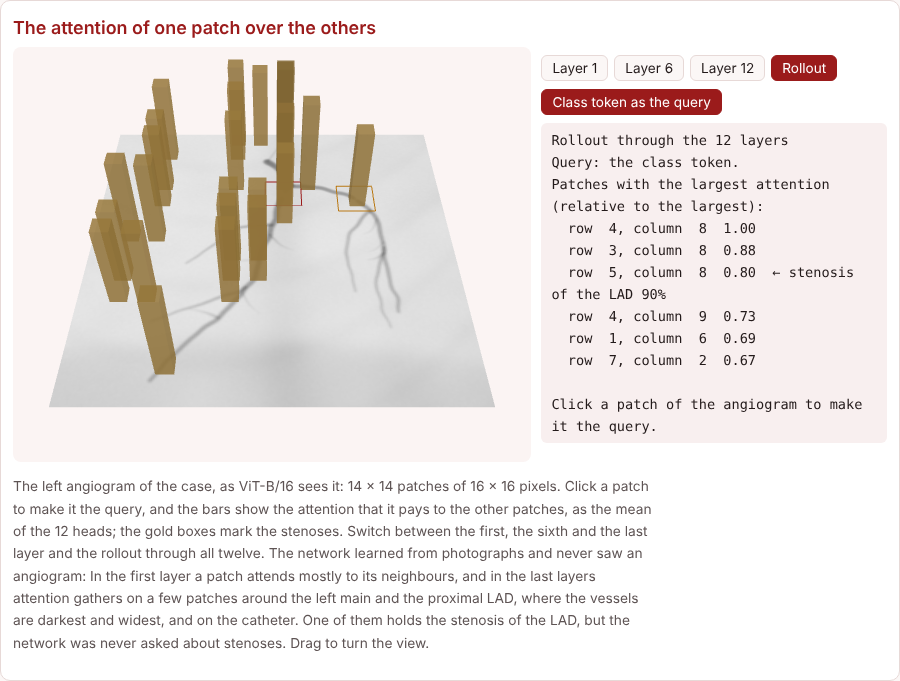 The attention of one patch over the others
Layer 1
Layer 6
Layer 12
Rollout
Class token as the query
Rollout through the 12 layers
Query: the class token.
Patches with the largest attention
(relative to the largest):
row  4, column  8  1.00
row  3, column  8  0.88
row  5, column  8  0.80  ← stenosis
of the LAD 90%
row  4, column  9  0.73
row  1, column  6  0.69
row  7, column  2  0.67
Click a patch of the angiogram to make
it the query.
The left angiogram of the case, as ViT-B/16 sees it: 14 × 14 patches of 16 × 16 pixels. Click a patch
to make it the query, and the bars show the attention that it pays to the other patches, as the mean
of the 12 heads; the gold boxes mark the stenoses. Switch between the first, the sixth and the last
layer and the rollout through all twelve. The network learned from photographs and never saw an
angiogram: In the first layer a patch attends mostly to its neighbours, and in the last layers
attention gathers on a few patches around the left main and the proximal LAD, where the vessels
are darkest and widest, and on the catheter. One of them holds the stenosis of the LAD, but the
network was never asked about stenoses. Drag to turn the view.